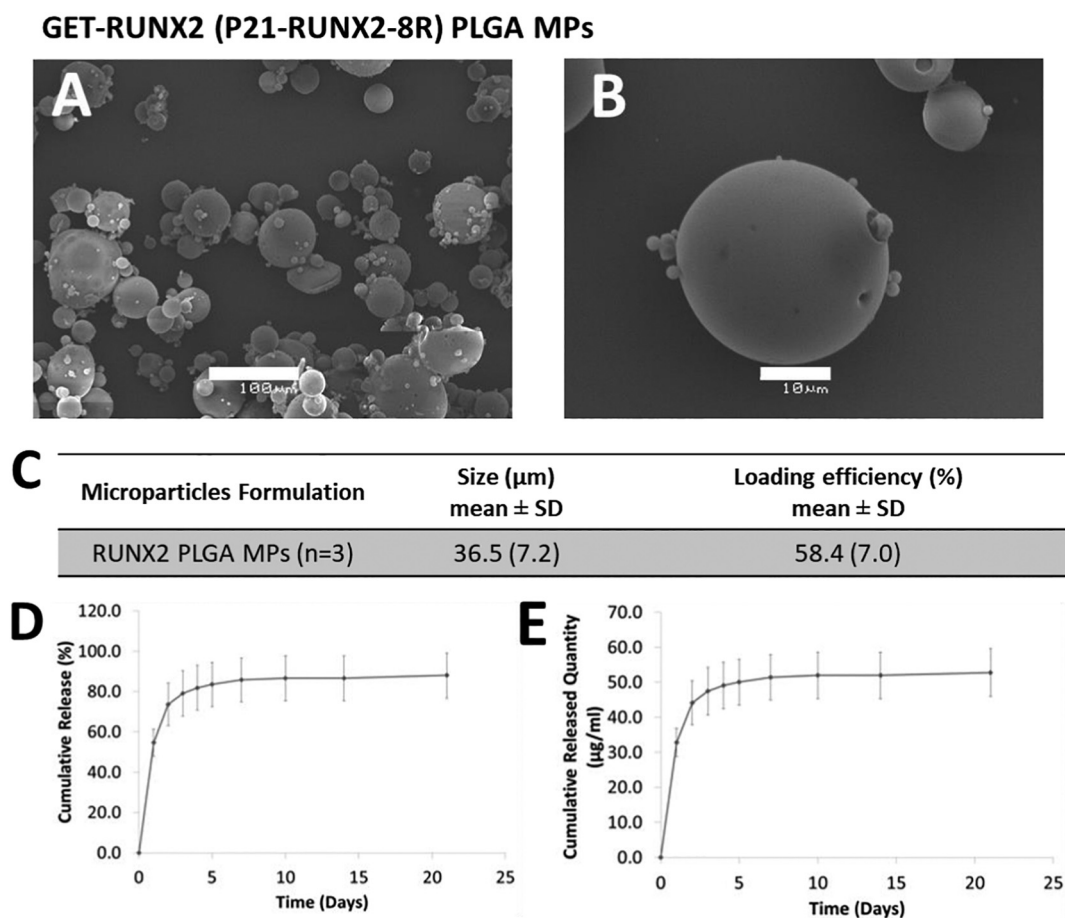 GET-RUNX2 (P21-RUNX2-8R) PLGA MPs
A
100µm
B
10µm
C
Microparticles Formulation
Size (µm)
mean ± SD
Loading efficiency (%)
mean ± SD
RUNX2 PLGA MPs (n=3) 36.5 (7.2) 58.4 (7.0)
D
Cumulative Release (%)
120.0
100.0
80.0
60.0
40.0
20.0
0.0
0 5 10 15 20 25
Time (Days)
E
Cumulative Released Quantity
(µg/ml)
70.0
60.0
50.0
40.0
30.0
20.0
10.0
0.0
0 5 10 15 20 25
Time (Days)